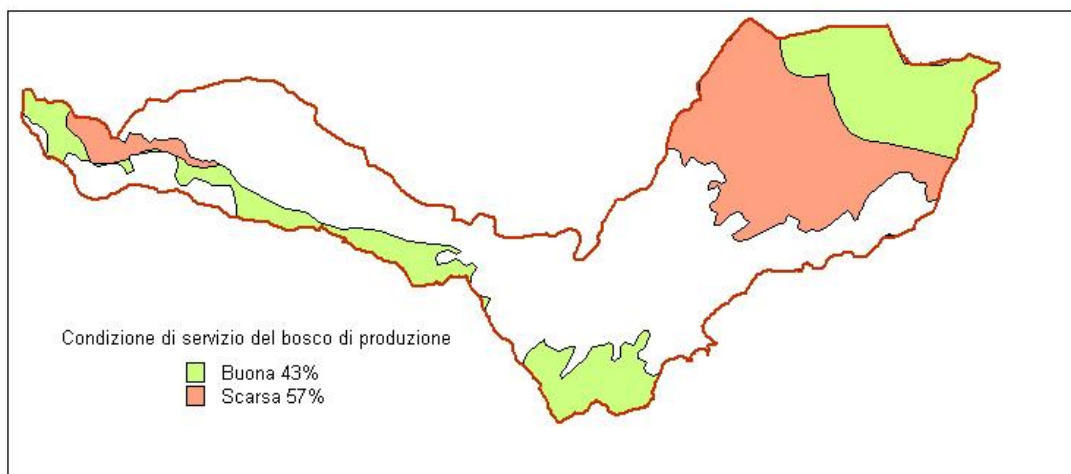 Condizione di servizio del bosco di produzione
Buona 43%
Scarsa 57%